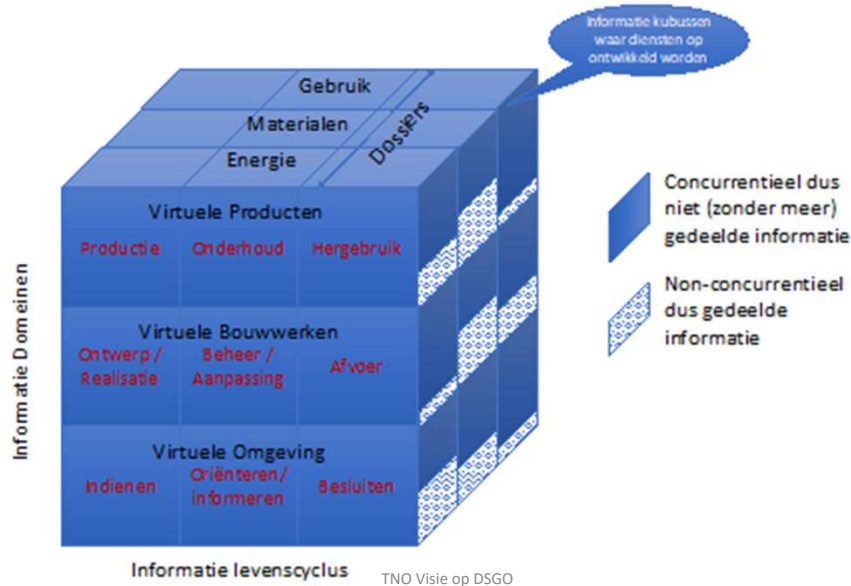 Informatie kubussen
waar diensten op
ontwikkeld worden
Gebruik
Materialen
Energie
Dossiers
Virtuele Producten
Productie Onderhoud Hergebruik
Virtuele Bouwwerken
Ontwerp / Realisatie
Beheer / Aanpassing
Afvoer
Virtuele Omgeving
Indienen
Oriënteren / informeren
Besluiten
Informatie Domeinen
Informatie levenscyclus
Concurrentieel dus
niet (zonder meer)
gedeelde informatie
Non-concurrentieel
dus gedeelde
informatie
TNO Visie op DSGO